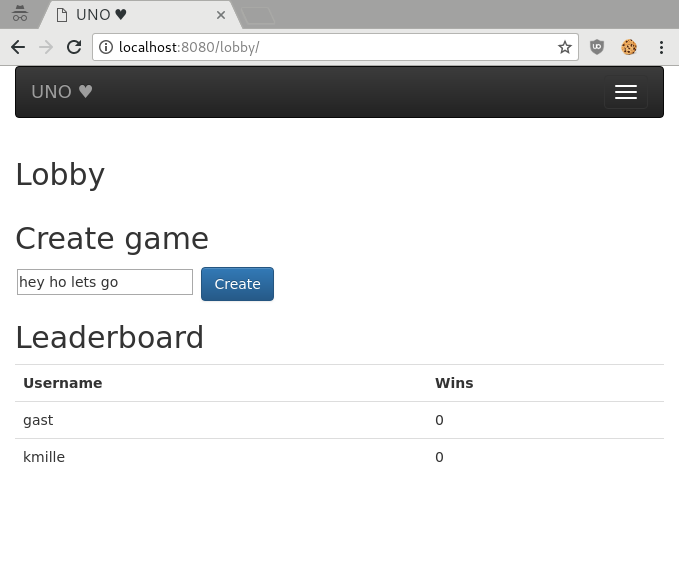 UNO ♥
localhost:8080/lobby/
UNO ♥
Lobby
Create game
hey ho lets go Create
Leaderboard
Username Wins
gast 0
kmille 0